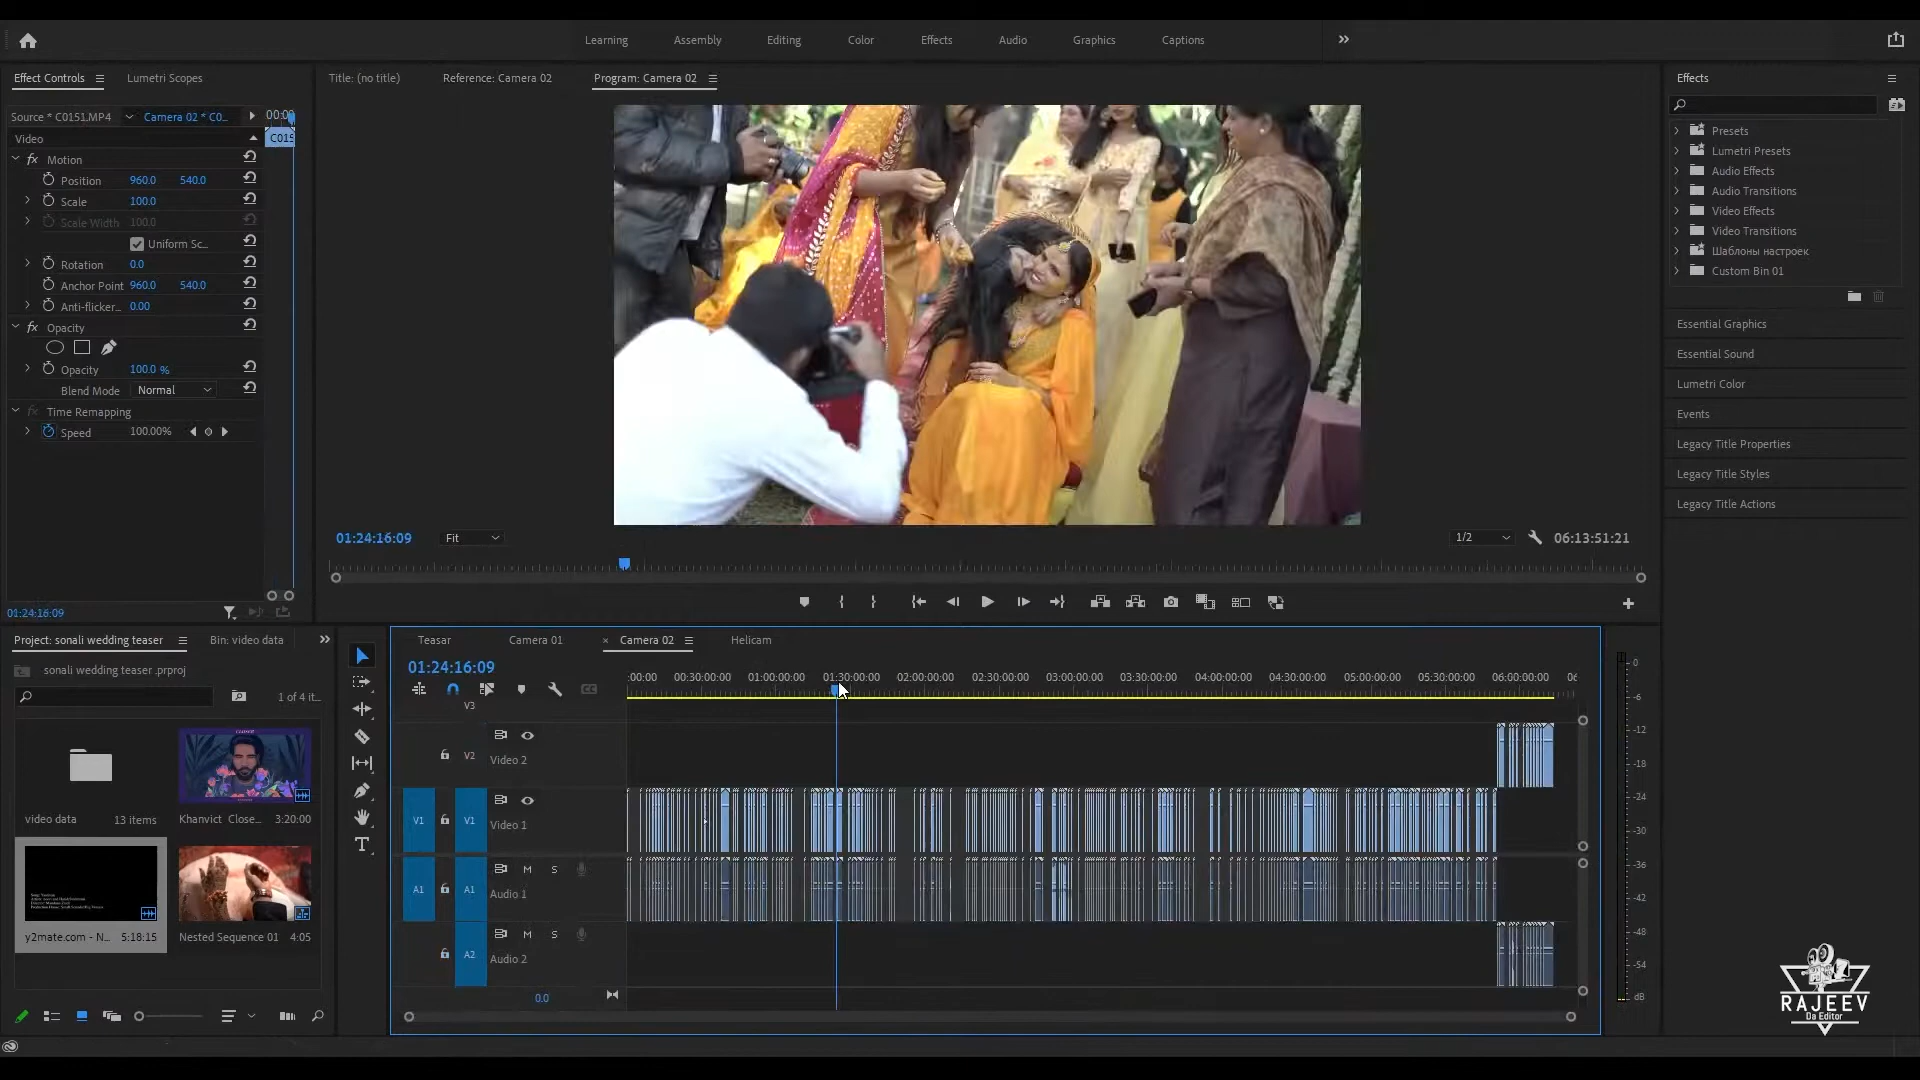 Learning Assembly Editing Color Effects Audio Graphics Captions
Effect Controls Lumetri Scopes
Title: (no title) Reference: Camera 02 Program: Camera 02
Effects
Source * C0151.MP4 Camera 02 * C0... 00:00
Video C015
Motion
Position 960.0 540.0
Scale 100.0
Scale Width 100.0
Uniform Sc...
Rotation 0.0
Anchor Point 960.0 540.0
Anti-flicker... 0.00
Opacity
Opacity 100.0 %
Blend Mode Normal
Time Remapping
Speed 100.00%
01:24:16:09
Presets
Lumetri Presets
Audio Effects
Audio Transitions
Video Effects
Video Transitions
Шаблоны настроек
Custom Bin 01
Essential Graphics
Essential Sound
Lumetri Color
Events
Legacy Title Properties
Legacy Title Styles
Legacy Title Actions
01:24:16:09 Fit 1/2 06:13:51:21
Project: sonali wedding teaser Bin: video data
sonali wedding teaser .prproj
1 of 4 it...
video data 13 items
Khanvict Close... 3:20:00
y2mate.com - N... 5:18:15
Nested Sequence 01 4:05
Teasar Camera 01 Camera 02 Helicam
01:24:16:09
:00:00 00:30:00:00 01:00:00:00 01:30:00:00 02:00:00:00 02:30:00:00 03:00:00:00 03:30:00:00 04:00:00:00 04:30:00:00 05:00:00:00 05:30:00:00 06:00:00:00 06
V3
V2 Video 2
V1 V1 Video 1
A1 A1 M S Audio 1
A2 M S Audio 2
0.0
0
-6
-12
-18
-24
-30
-36
-42
-48
-54
dB
RAJEEV
Da Editor